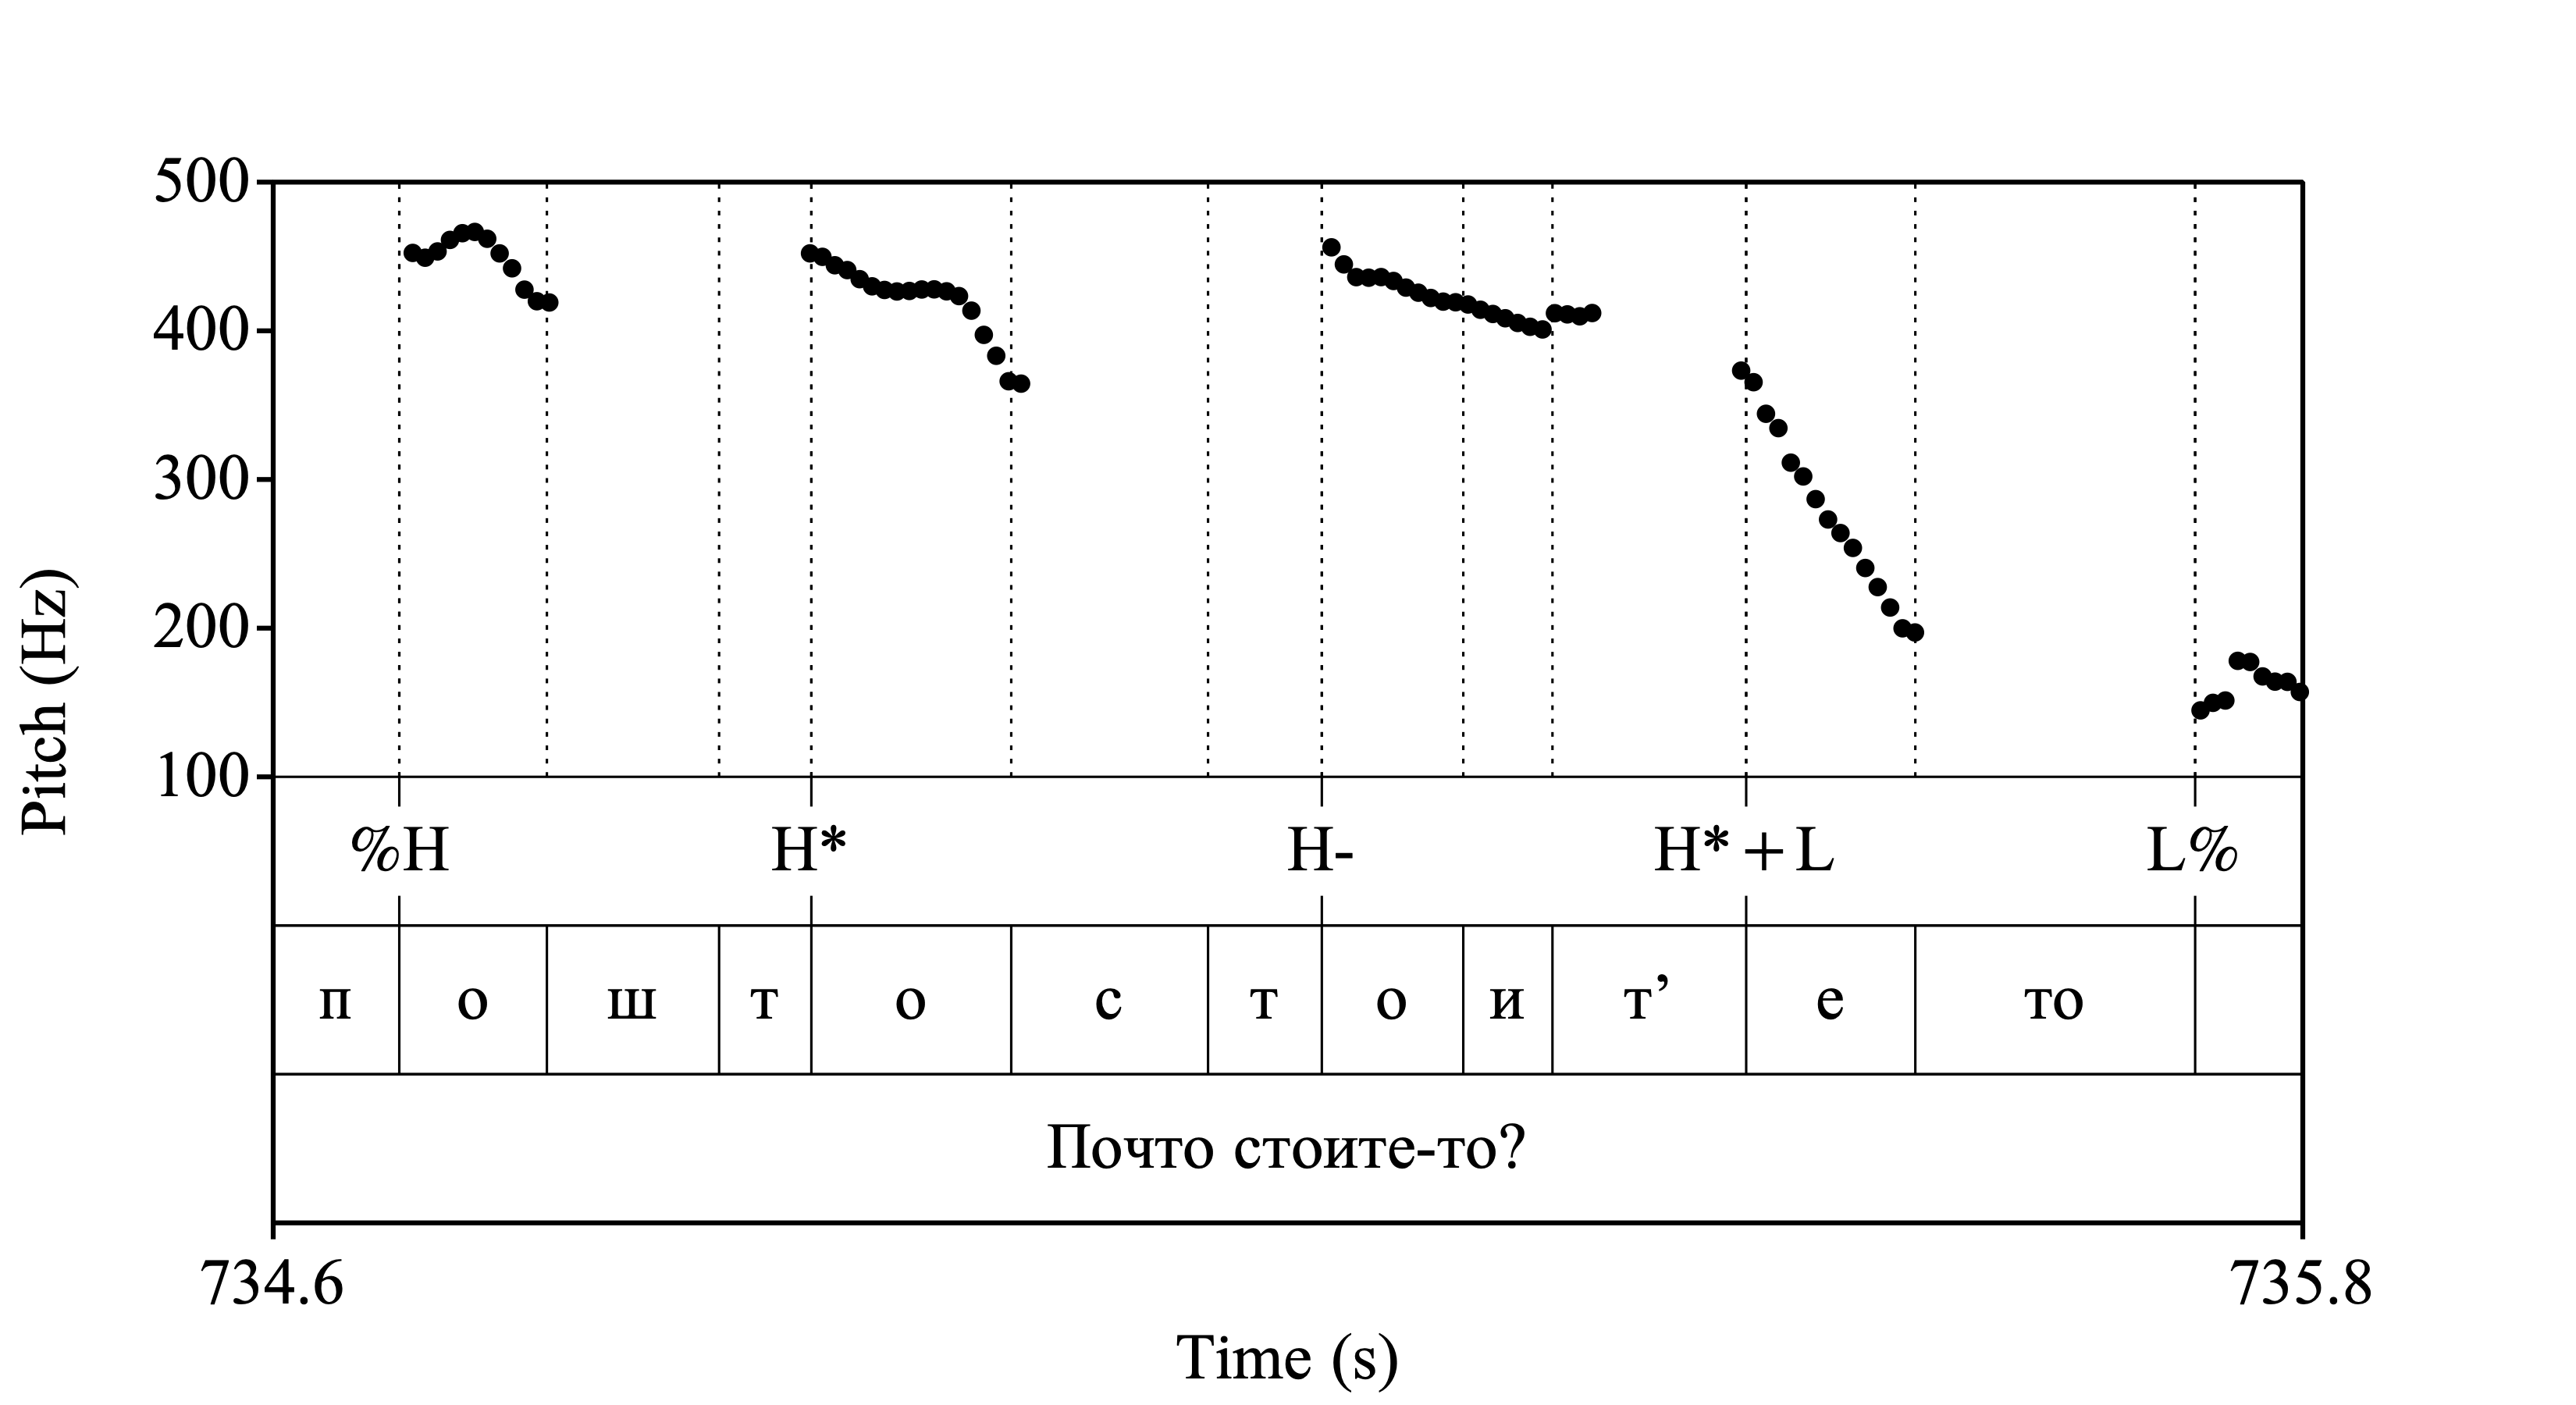 500
400
300
200
100
Pitch (Hz)
%H H* H- H*+L L%
п о ш т о с т о и т’ е то
Почто стоите-то?
734.6 735.8
Time (s)